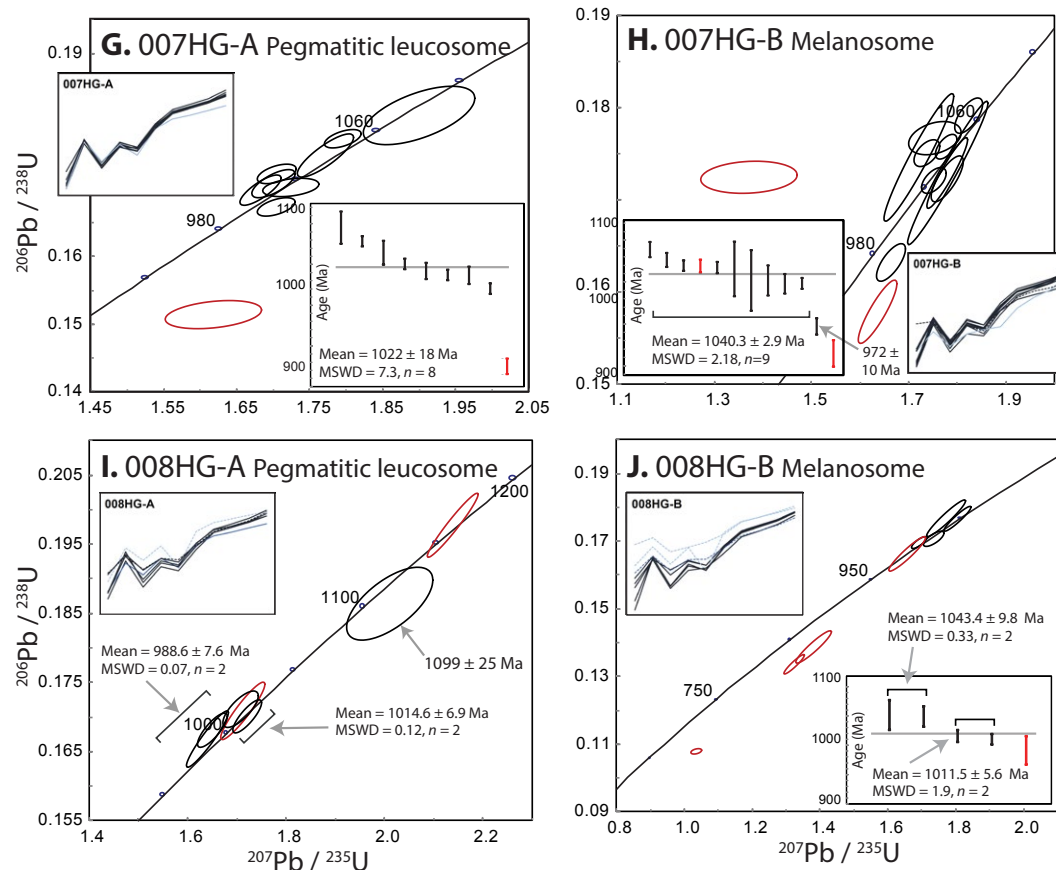 G. 007HG-A Pegmatitic leucosome
0.19
0.18
0.17
0.16
0.15
0.14
206Pb / 238U
007HG-A
1060
980
1100
1000
900
Age (Ma)
Mean = 1022 ± 18 Ma
MSWD = 7.3, n = 8
1.45
1.55
1.65
1.75
1.85
1.95
2.05
H. 007HG-B Melanosome
0.19
0.18
0.17
0.16
0.15
1060
980
1100
1000
900
Age (Ma)
Mean = 1040.3 ± 2.9 Ma
MSWD = 2.18, n=9
972 ±
10 Ma
007HG-B
1.1
1.3
1.5
1.7
1.9
I. 008HG-A Pegmatitic leucosome
0.205
0.195
0.185
0.175
0.165
0.155
206Pb / 238U
008HG-A
1200
1100
1000
1099 ± 25 Ma
Mean = 988.6 ± 7.6 Ma
MSWD = 0.07, n = 2
Mean = 1014.6 ± 6.9 Ma
MSWD = 0.12, n = 2
1.4
1.6
1.8
2.0
2.2
207Pb / 235U
J. 008HG-B Melanosome
0.19
0.17
0.15
0.13
0.11
0.09
008HG-B
950
750
Mean = 1043.4 ± 9.8 Ma
MSWD = 0.33, n = 2
1100
1000
900
Age (Ma)
Mean = 1011.5 ± 5.6 Ma
MSWD = 1.9, n = 2
0.8
1.0
1.2
1.4
1.6
1.8
2.0
207Pb / 235U